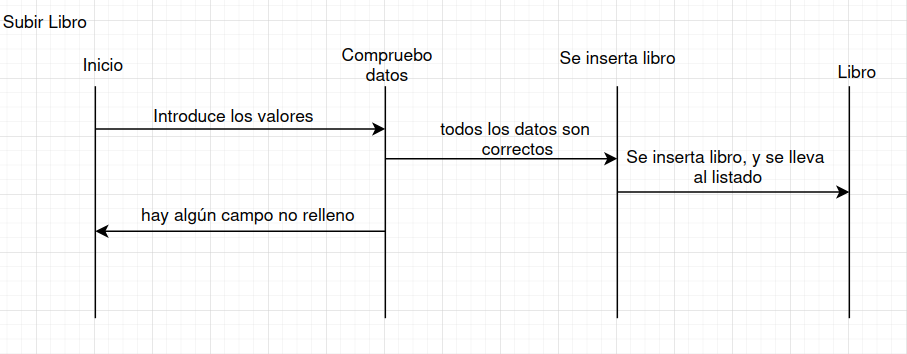 Subir Libro
Inicio
Compruebo
datos
Se inserta libro
Libro
Introduce los valores
todos los datos son
correctos
Se inserta libro, y se lleva
al listado
hay algún campo no relleno